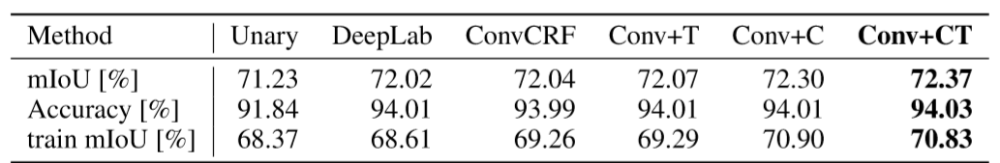 Method Unary DeepLab ConvCRF Conv+T Conv+C Conv+CT
mIoU [%] 71.23 72.02 72.04 72.07 72.30 72.37
Accuracy [%] 91.84 94.01 93.99 94.01 94.01 94.03
train mIoU [%] 68.37 68.61 69.26 69.29 70.90 70.83